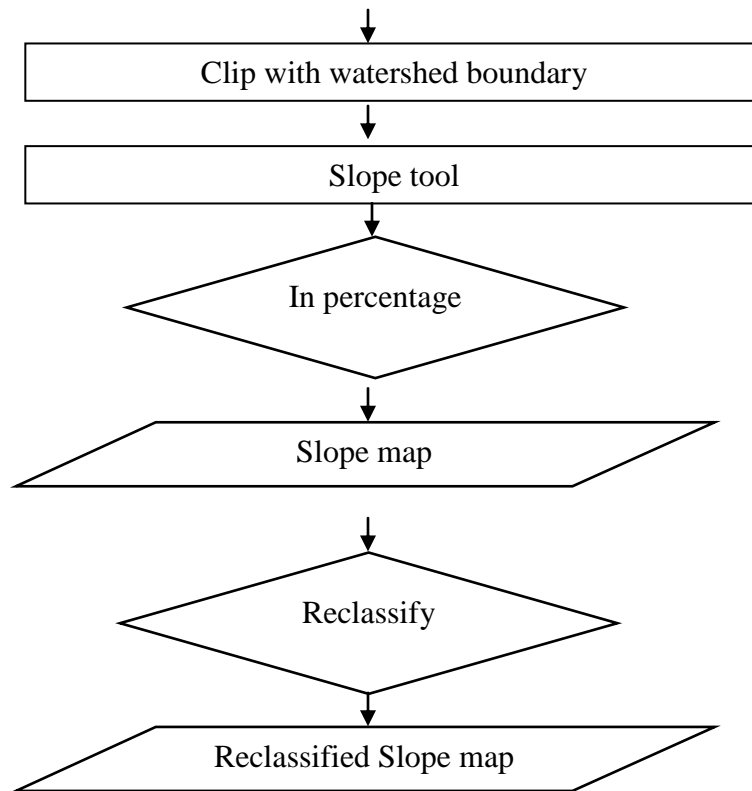 Clip with watershed boundary
Slope tool
In percentage
Slope map
Reclassify
Reclassified Slope map